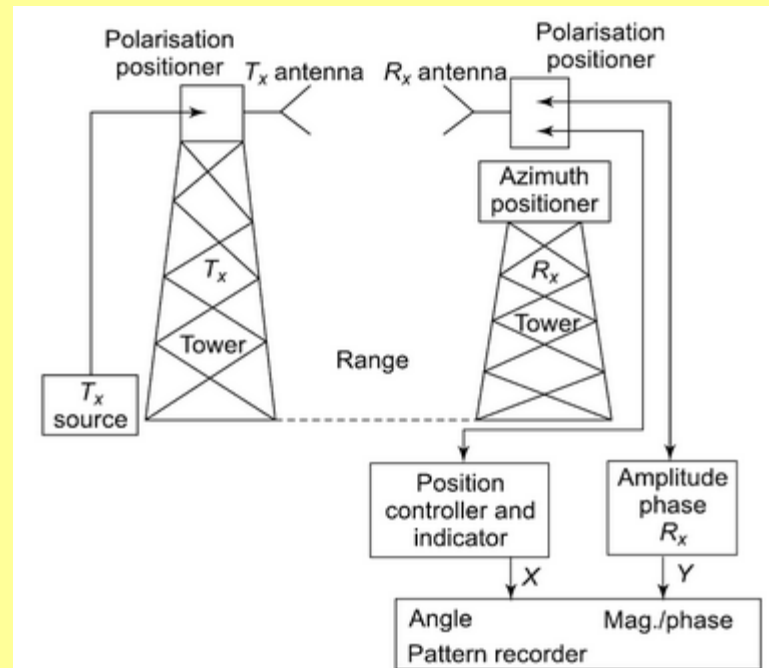 Polarisation
positioner
Tx antenna
Rx antenna
Polarisation
positioner
Azimuth
positioner
Tx
Tower
Rx
Tower
Range
Tx
source
Position
controller and
indicator
Amplitude
phase
Rx
X
Y
Angle
Mag./phase
Pattern recorder